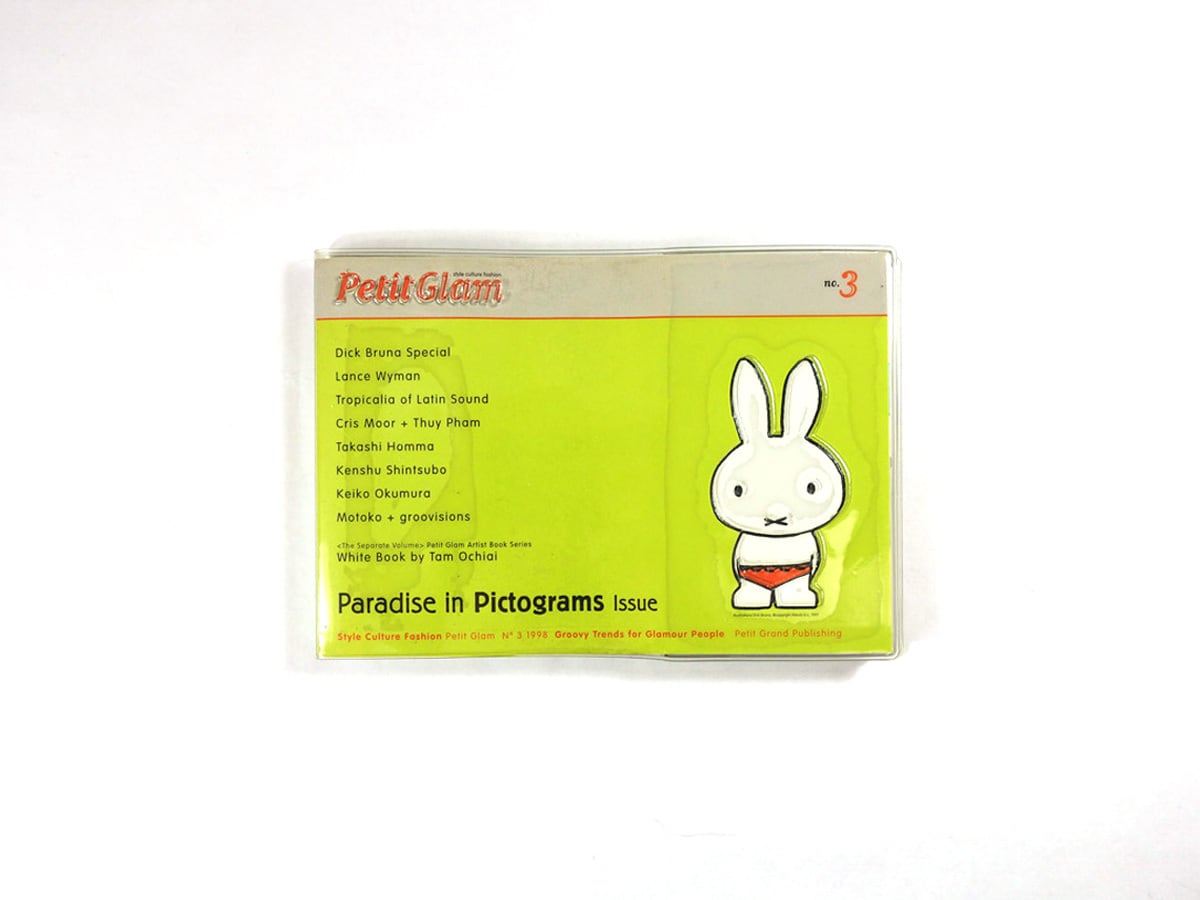 style culture fashion
Petit Glam
no.3
Dick Bruna Special
Lance Wyman
Tropicalia of Latin Sound
Cris Moor + Thuy Pham
Takashi Homma
Kenshu Shintsubo
Keiko Okumura
Motoko + groovisions
<The Separate Volume> Petit Glam Artist Book Series
White Book by Tam Ochiai
Paradise in Pictograms Issue
Style Culture Fashion Petit Glam Nº 3 1998 Groovy Trends for Glamour People Petit Grand Publishing